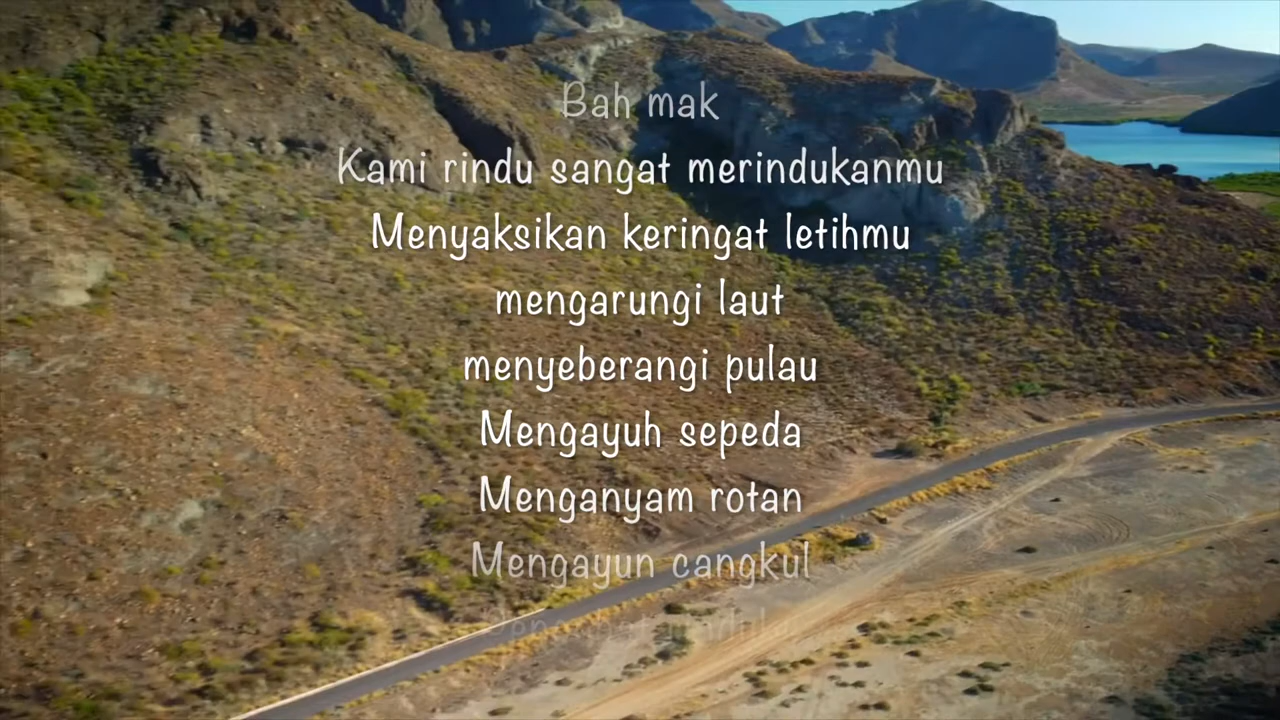 Bah mak
Kami rindu sangat merindukanmu
Menyaksikan keringat letihmu
mengarungi laut
menyeberangi pulau
Mengayuh sepeda
Menganyam rotan
Mengayun cangkul